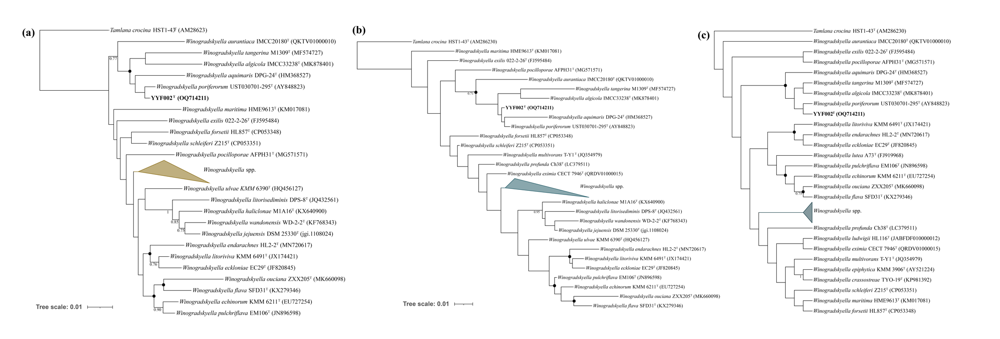 (a)
Tamlana crocina HST1-43ᵀ (AM28623)
Winogradskyella aurantiaca IMCC20180ᵀ (QKTV01000010)
Winogradskyella tangerina M1309ᵀ (MF574727)
0.77
Winogradskyella algicola IMCC33238ᵀ (MK878401)
Winogradskyella aquimaris DPG-24ᵀ (HM368527)
Winogradskyella poriferorum UST030701-295ᵀ (AY848823)
YYF002ᵀ (OQ714211)
Winogradskyella maritima HME9613ᵀ (KM017081)
Winogradskyella exilis 022-2-26ᵀ (FJ595484)
Winogradskyella forsetii HL857ᵀ (CP053348)
Winogradskyella schleiferi Z215ᵀ (CP053351)
Winogradskyella pocilloporae AFPH31ᵀ (MG571571)
Winogradskyella spp.
Winogradskyella ulvae KMM 6390ᵀ (HQ456127)
Winogradskyella litorisediminis DPS-8ᵀ (JQ432561)
1
Winogradskyella haliclonae M1A16ᵀ (KX640900)
0.85
Winogradskyella wandonensis WD-2-2ᵀ (KF768343)
0.75
Winogradskyella jejuensis DSM 25330ᵀ (jgi.1108024)
Winogradskyella endarachnes HL2-2ᵀ (MN720617)
Winogradskyella litoriviva KMM 6491ᵀ (JX174421)
0.76
Winogradskyella eckloniae EC29ᵀ (JF820845)
Winogradskyella ouciana ZXX205ᵀ (MK660098)
Winogradskyella flava SFD31ᵀ (KX279346)
Winogradskyella echinorum KMM 6211ᵀ (EU727254)
0.90
Winogradskyella pulchriflava EM106ᵀ (JN896598)
Tree scale: 0.01
(b)
Tamlana crocina HST1-43ᵀ (AM286230)
Winogradskyella maritima HME9613ᵀ (KM017081)
Winogradskyella exilis 022-2-26ᵀ (FJ595484)
Winogradskyella pocilloporae AFPH31ᵀ (MG571571)
Winogradskyella aurantiaca IMCC20180ᵀ (QKTV01000010)
Winogradskyella tangerina M1309ᵀ (MF574727)
0.71
Winogradskyella algicola IMCC33238ᵀ (MK878401)
YYF002ᵀ (OQ714211)
Winogradskyella aquimaris DPG-24ᵀ (HM368527)
Winogradskyella poriferorum UST030701-295ᵀ (AY848823)
Winogradskyella forsetii HL857ᵀ (CP053348)
Winogradskyella schleiferi Z215ᵀ (CP053351)
Winogradskyella multivorans T-Y1ᵀ (JQ354979)
Winogradskyella profunda Ch38ᵀ (LC379511)
Winogradskyella eximia CECT 7946ᵀ (QRDV01000015)
Winogradskyella spp.
Winogradskyella haliclonae M1A16ᵀ (KX640900)
0.95
Winogradskyella litorisediminis DPS-8ᵀ (JQ432561)
Winogradskyella wandonensis WD-2-2ᵀ (KF768343)
Winogradskyella jejuensis DSM 25330ᵀ (jgi.1108024)
Winogradskyella ulvae KMM 6390ᵀ (HQ456127)
Winogradskyella endarachnes HL2-2ᵀ (MN720617)
Winogradskyella litoriviva KMM 6491ᵀ (JX174421)
Winogradskyella eckloniae EC29ᵀ (JF820845)
Winogradskyella pulchriflava EM106ᵀ (JN896598)
Winogradskyella echinorum KMM 6211ᵀ (EU727254)
Winogradskyella ouciana ZXX205ᵀ (MK660098)
Winogradskyella flava SFD31ᵀ (KX279346)
Tree scale: 0.01
(c)
Tamlana crocina HST1-43ᵀ (AM286230)
Winogradskyella aurantiaca IMCC20180ᵀ (QKTV01000010)
Winogradskyella exilis 022-2-26ᵀ (FJ595484)
Winogradskyella pocilloporae AFPH31ᵀ (MG571571)
Winogradskyella aquimaris DPG-24ᵀ (HM368527)
Winogradskyella tangerina M1309ᵀ (MF574727)
Winogradskyella algicola IMCC33238ᵀ (MK878401)
Winogradskyella poriferorum UST030701-295ᵀ (AY848823)
YYF002ᵀ (OQ714211)
Winogradskyella litoriviva KMM 6491ᵀ (JX174421)
Winogradskyella endarachnes HL2-2ᵀ (MN720617)
Winogradskyella eckloniae EC29ᵀ (JF820845)
Winogradskyella lutea A73ᵀ (FJ919968)
Winogradskyella pulchriflava EM106ᵀ (JN896598)
Winogradskyella echinorum KMM 6211ᵀ (EU727254)
Winogradskyella ouciana ZXX205ᵀ (MK660098)
0.75
Winogradskyella flava SFD31ᵀ (KX279346)
Winogradskyella spp.
Winogradskyella profunda Ch38ᵀ (LC379511)
Winogradskyella ludwigii HL116ᵀ (JABFDF010000012)
Winogradskyella eximia CECT 7946ᵀ (QRDV01000015)
Winogradskyella multivorans T-Y1ᵀ (JQ354979)
Winogradskyella epiphytica KMM 3906ᵀ (AY521224)
1
Winogradskyella crassostreae TYO-19ᵀ (KP981392)
Winogradskyella schleiferi Z215ᵀ (CP053351)
Winogradskyella maritima HME9613ᵀ (KM017081)
Winogradskyella forsetii HL857ᵀ (CP053348)